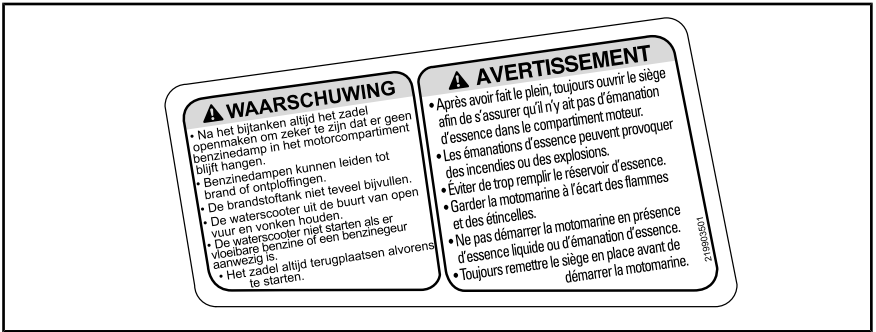 WAARSCHUWING
• Na het bijtanken altijd het zadel
openmaken om zeker te zijn dat er geen
benzinedamp in het motorcompartiment
blijft hangen.
• Benzinedampen kunnen leiden tot
brand of ontploffingen.
• De brandstoftank niet teveel bijvullen.
• De waterscooter uit de buurt van open
vuur en vonken houden.
• De waterscooter niet starten als er
vloeibare benzine of een benzinegeur
aanwezig is.
• Het zadel altijd terugplaatsen alvorens
te starten.
AVERTISSEMENT
• Après avoir fait le plein, toujours ouvrir le siège
afin de s'assurer qu'il n'y ait pas d'émanation
d'essence dans le compartiment moteur.
• Les émanations d'essence peuvent provoquer
des incendies ou des explosions.
• Éviter de trop remplir le réservoir d'essence.
• Garder la motomarine à l'écart des flammes
et des étincelles.
• Ne pas démarrer la motomarine en présence
d'essence liquide ou d'émanation d'essence.
• Toujours remettre le siège en place avant de
démarrer la motomarine.
219903501